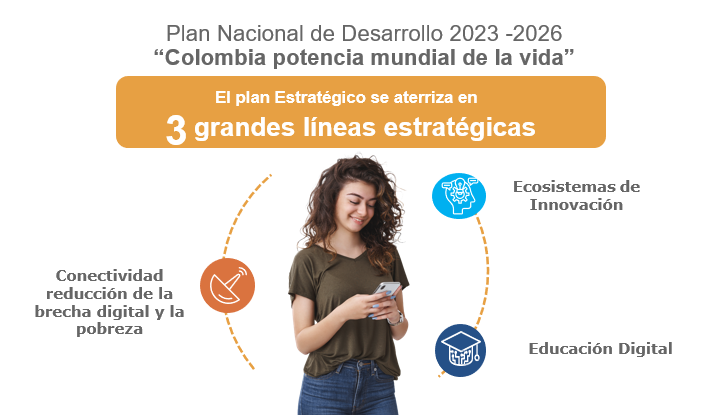 Plan Nacional de Desarrollo 2023 -2026
“Colombia potencia mundial de la vida”
El plan Estratégico se aterriza en
3 grandes líneas estratégicas
Ecosistemas de
Innovación
Conectividad
reducción de la
brecha digital y la
pobreza
Educación Digital